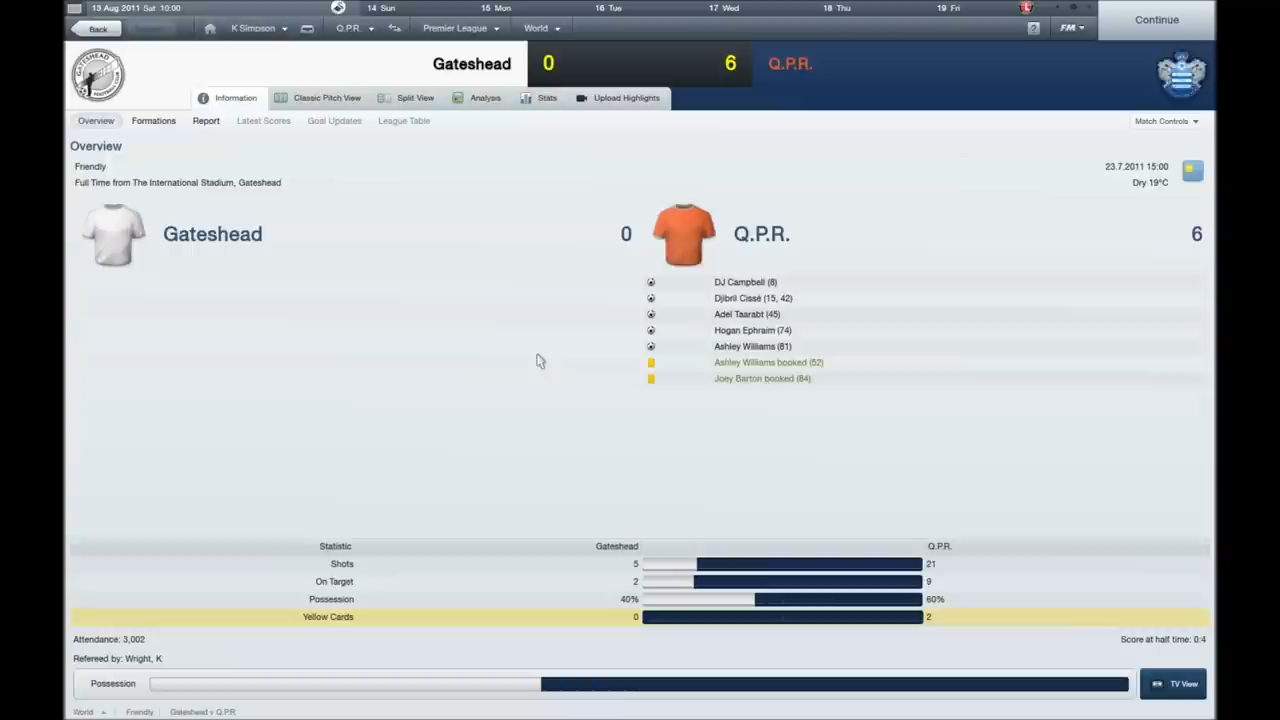 13 Aug 2011 Sat 10:00 14 Sun 15 Mon 16 Tue 17 Wed 18 Thu 19 Fri Continue
Back K Simpson Q.P.R. Premier League World ? FM
GATESHEAD FOOTBALL CLUB Gateshead 0 6 Q.P.R.
Information Classic Pitch View Split View Analysis Stats Upload Highlights
Overview Formations Report Latest Scores Goal Updates League Table Match Controls
Overview
Friendly 23.7.2011 15:00
Full Time from The International Stadium, Gateshead Dry 19°C
Gateshead 0 Q.P.R. 6
DJ Campbell (8)
Djibril Cissé (15, 42)
Adel Taarabt (45)
Hogan Ephraim (74)
Ashley Williams (81)
Ashley Williams booked (52)
Joey Barton booked (84)
Statistic Gateshead Q.P.R.
Shots 5 21
On Target 2 9
Possession 40% 60%
Yellow Cards 0 2
Attendance: 3,002 Score at half time: 0:4
Refereed by: Wright, K
Possession TV View
World Friendly Gateshead v Q.P.R